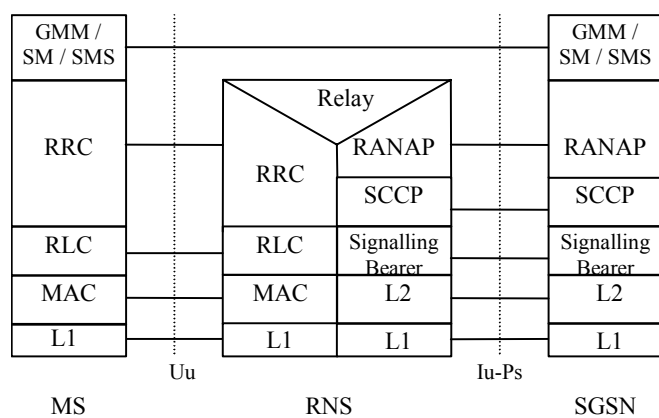 GMM /
SM / SMS
GMM /
SM / SMS
Relay
RRC
RRC
RANAP
RANAP
SCCP
SCCP
RLC
RLC
Signalling
Bearer
Signalling
Bearer
MAC
MAC
L2
L2
L1
L1
L1
L1
Uu
Iu-Ps
MS
RNS
SGSN